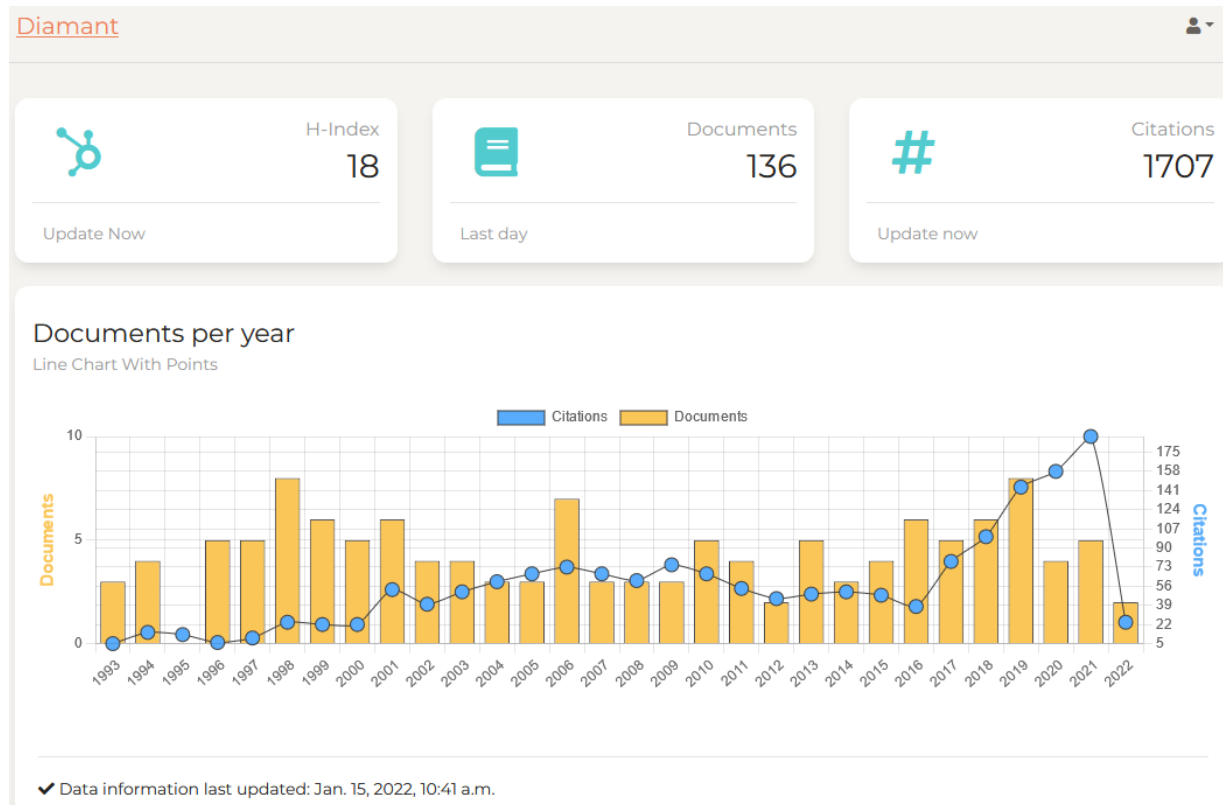 Diamant
H-Index
18
Update Now
Documents
136
Last day
Citations
1707
Update now
Documents per year
Line Chart With Points
Citations Documents
Documents
10
5
0
175
158
141
124
107
90
73
56
39
22
5
Citations
1993 1994 1995 1996 1997 1998 1999 2000 2001 2002 2003 2004 2005 2006 2007 2008 2009 2010 2011 2012 2013 2014 2015 2016 2017 2018 2019 2020 2021 2022
Data information last updated: Jan. 15, 2022, 10:41 a.m.